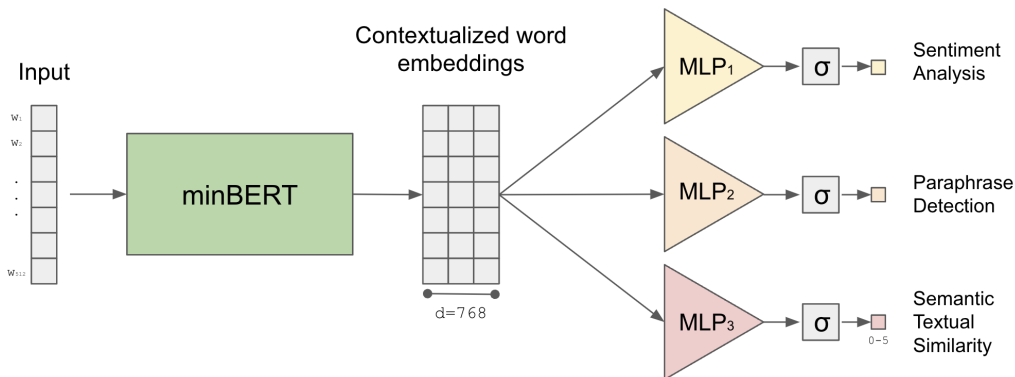 Input
w₁
w₂
.
.
.
w₅₁₂
minBERT
Contextualized word
embeddings
d=768
MLP₁
σ
Sentiment
Analysis
MLP₂
σ
Paraphrase
Detection
MLP₃
σ
0-5
Semantic
Textual
Similarity